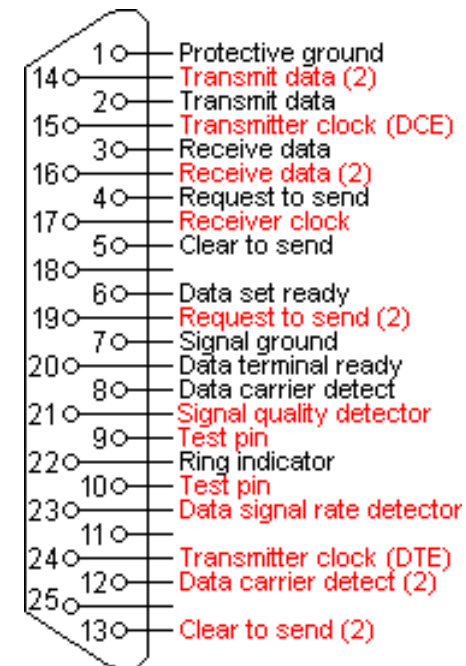 1 Protective ground
14 Transmit data (2)
2 Transmit data
15 Transmitter clock (DCE)
3 Receive data
16 Receive data (2)
4 Request to send
17 Receiver clock
5 Clear to send
18
6 Data set ready
19 Request to send (2)
7 Signal ground
20 Data terminal ready
8 Data carrier detect
21 Signal quality detector
9 Test pin
22 Ring indicator
10 Test pin
23 Data signal rate detector
11
24 Transmitter clock (DTE)
12 Data carrier detect (2)
25
13 Clear to send (2)